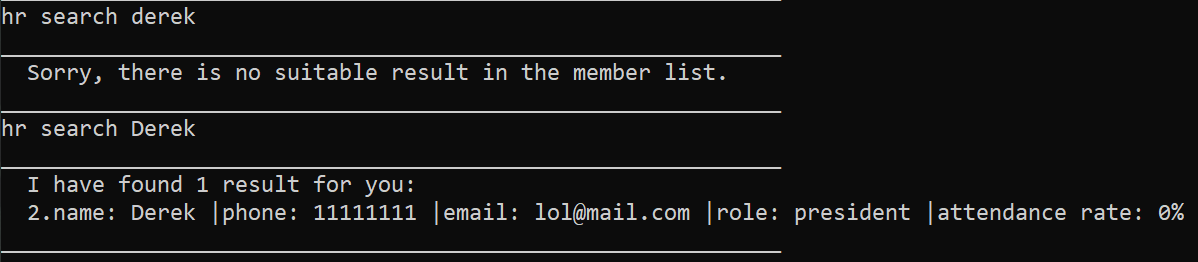 hr search derek
Sorry, there is no suitable result in the member list.
hr search Derek
I have found 1 result for you:
2.name: Derek |phone: 11111111 |email: lol@mail.com |role: president |attendance rate: 0%